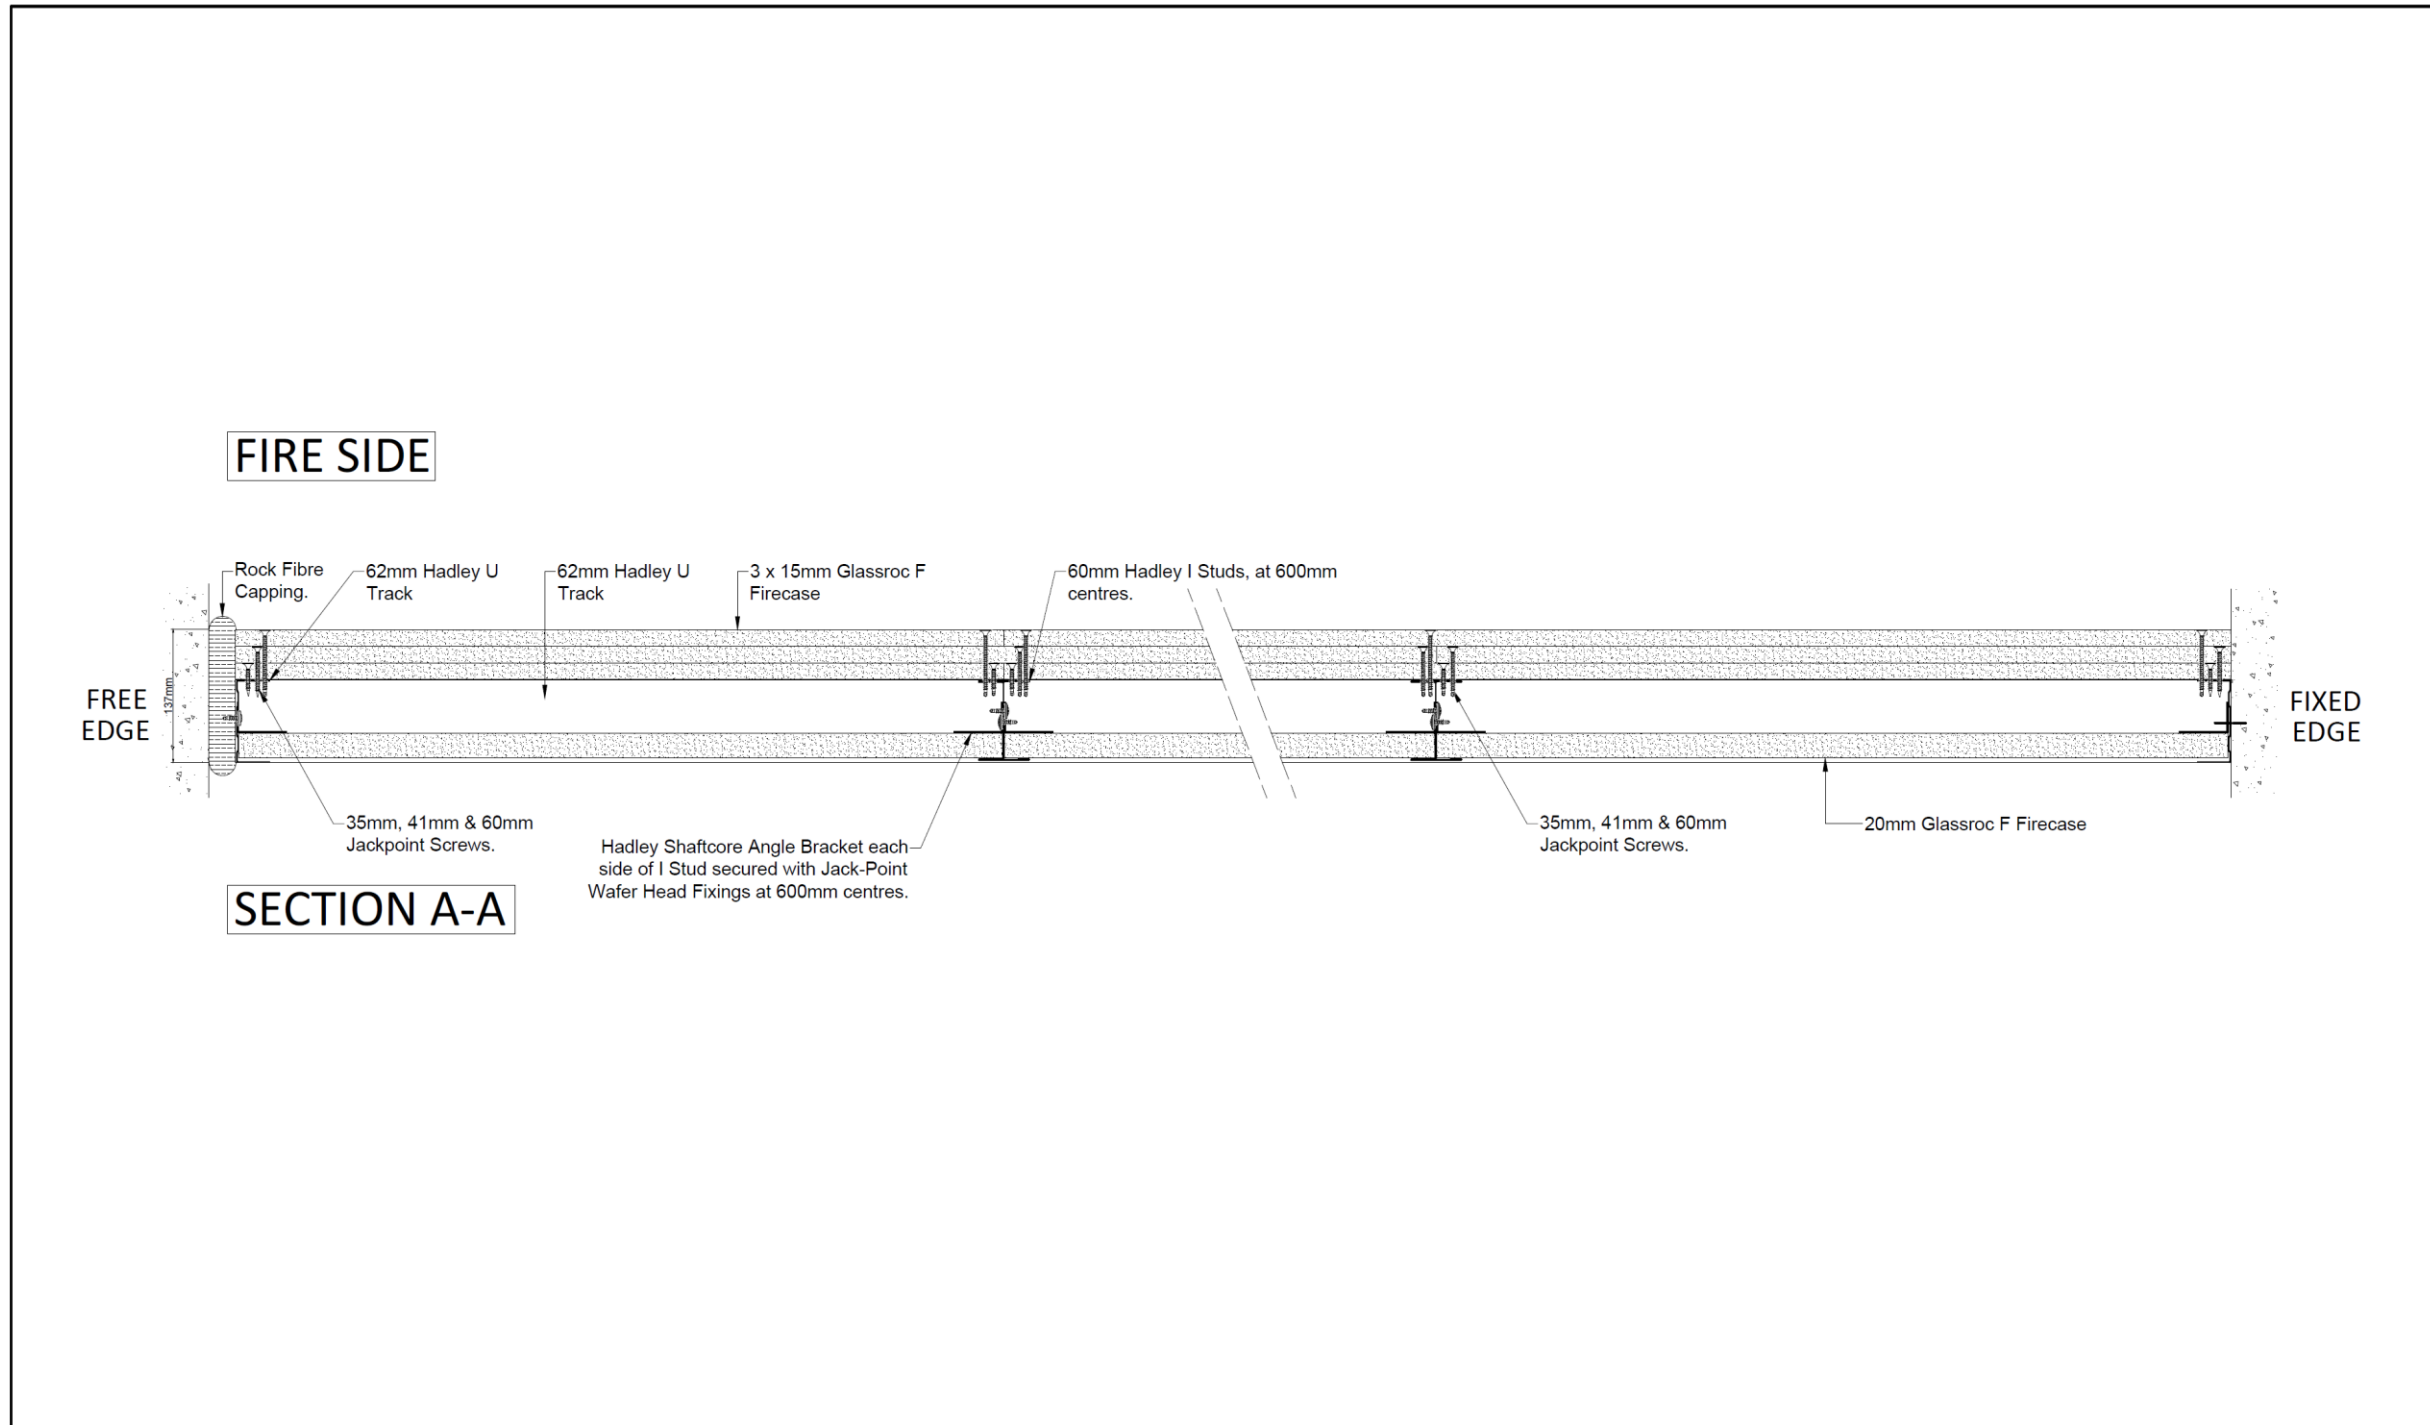 FIRE SIDE
Rock Fibre
Capping.
62mm Hadley U
Track
62mm Hadley U
Track
3 x 15mm Glassroc F
Firecase
60mm Hadley I Studs, at 600mm
centres.
FREE
EDGE
137mm
FIXED
EDGE
35mm, 41mm & 60mm
Jackpoint Screws.
Hadley Shaftcore Angle Bracket each
side of I Stud secured with Jack-Point
Wafer Head Fixings at 600mm centres.
35mm, 41mm & 60mm
Jackpoint Screws.
20mm Glassroc F Firecase
SECTION A-A